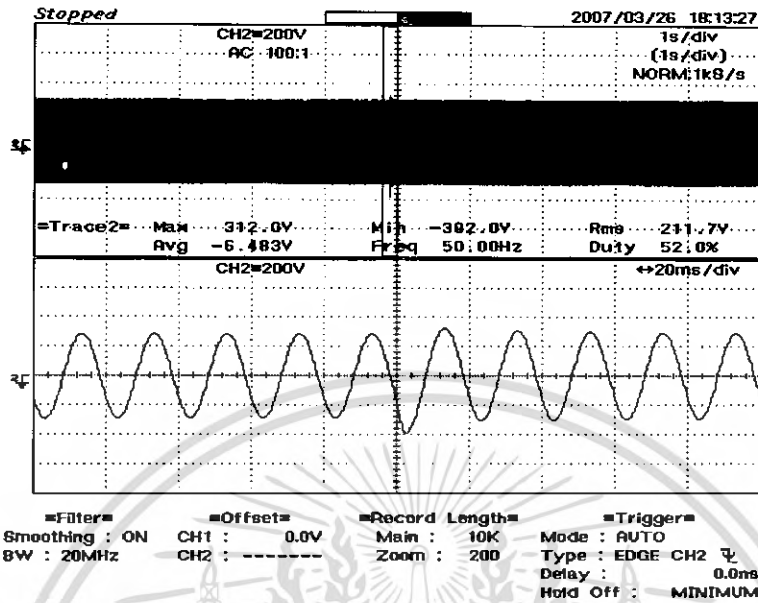 Stopped 2007/03/26 18:13:27
CH2=200V 1s/div
AC 100:1 (1s/div)
NORM:1kS/s
=Trace2= Max 312.0V Min -392.0V Rms 211.7V
Avg -6.483V Freq 50.00Hz Duty 52.0%
CH2=200V ↔20ms/div
=Filter= =Offset= =Record Length= =Trigger=
Smoothing : ON CH1 : 0.0V Main : 10K Mode : AUTO
BW : 20MHz CH2 : ------- Zoom : 200 Type : EDGE CH2
Delay : 0.0ns
Hold Off : MINIMUM